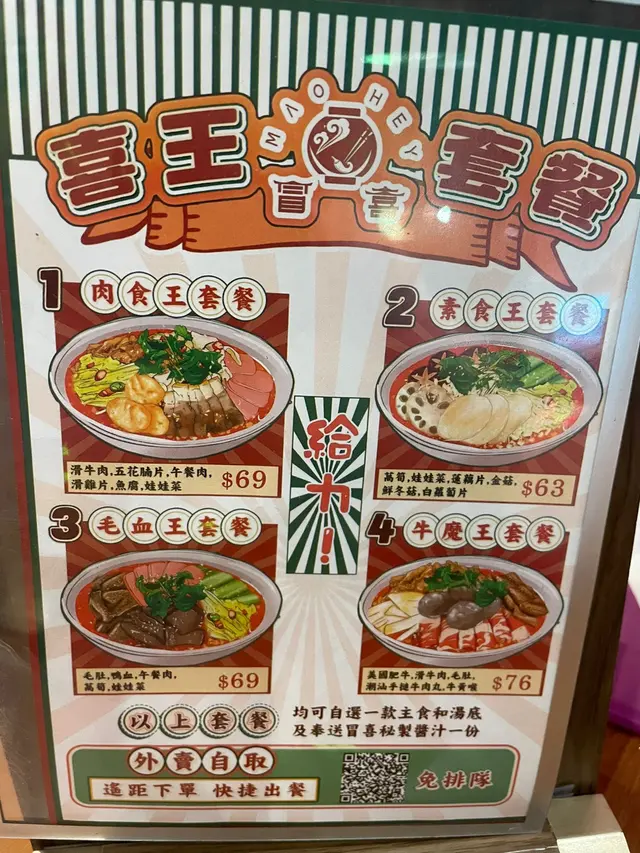 喜王 MAO HEY 冒喜 套餐
1 肉食王套餐
滑牛肉,五花腩片,午餐肉,
滑雞片,魚腐,娃娃菜
$69
2 素食王套餐
萵筍,娃娃菜,蓮藕片,金菇,
鮮冬菇,白蘿蔔片
$63
給力!
3 毛血王套餐
毛肚,鴨血,午餐肉,
萵筍,娃娃菜
$69
4 牛魔王套餐
美國肥牛,滑牛肉,毛肚,
潮汕手搥牛肉丸,牛黃喉
$76
以上套餐
均可自選一款主食和湯底
及奉送冒喜秘製醬汁一份
外賣自取
遙距下單 快捷出餐
免排隊